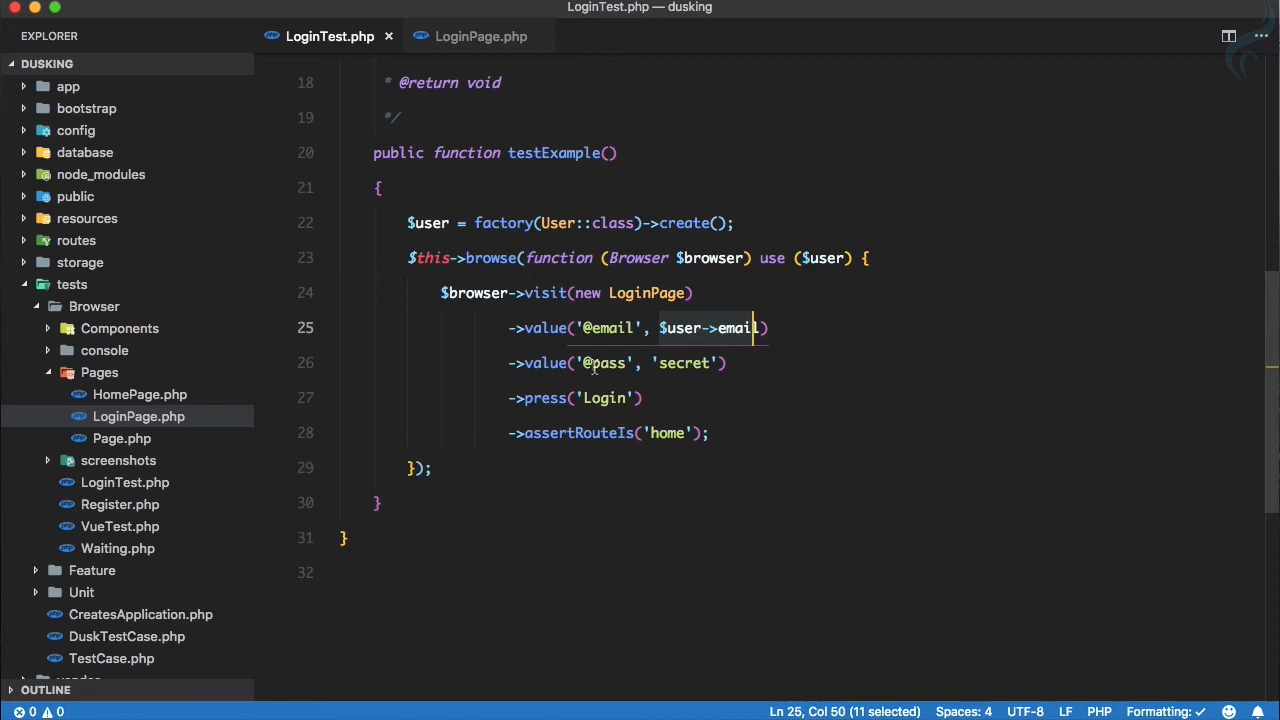 LoginTest.php — dusking
EXPLORER
LoginTest.php ×
LoginPage.php
DUSKING
app
bootstrap
config
database
node_modules
public
resources
routes
storage
tests
Browser
Components
console
Pages
HomePage.php
LoginPage.php
Page.php
screenshots
LoginTest.php
Register.php
VueTest.php
Waiting.php
Feature
Unit
CreatesApplication.php
DuskTestCase.php
TestCase.php
vendor
OUTLINE
18 * @return void
19 */
20 public function testExample()
21 {
22 $user = factory(User::class)->create();
23 $this->browse(function (Browser $browser) use ($user) {
24 $browser->visit(new LoginPage)
25 ->value('@email', $user->email)
26 ->value('@pass', 'secret')
27 ->press('Login')
28 ->assertRouteIs('home');
29 });
30 }
31 }
32
0 0 Ln 25, Col 50 (11 selected) Spaces: 4 UTF-8 LF PHP Formatting: ✓